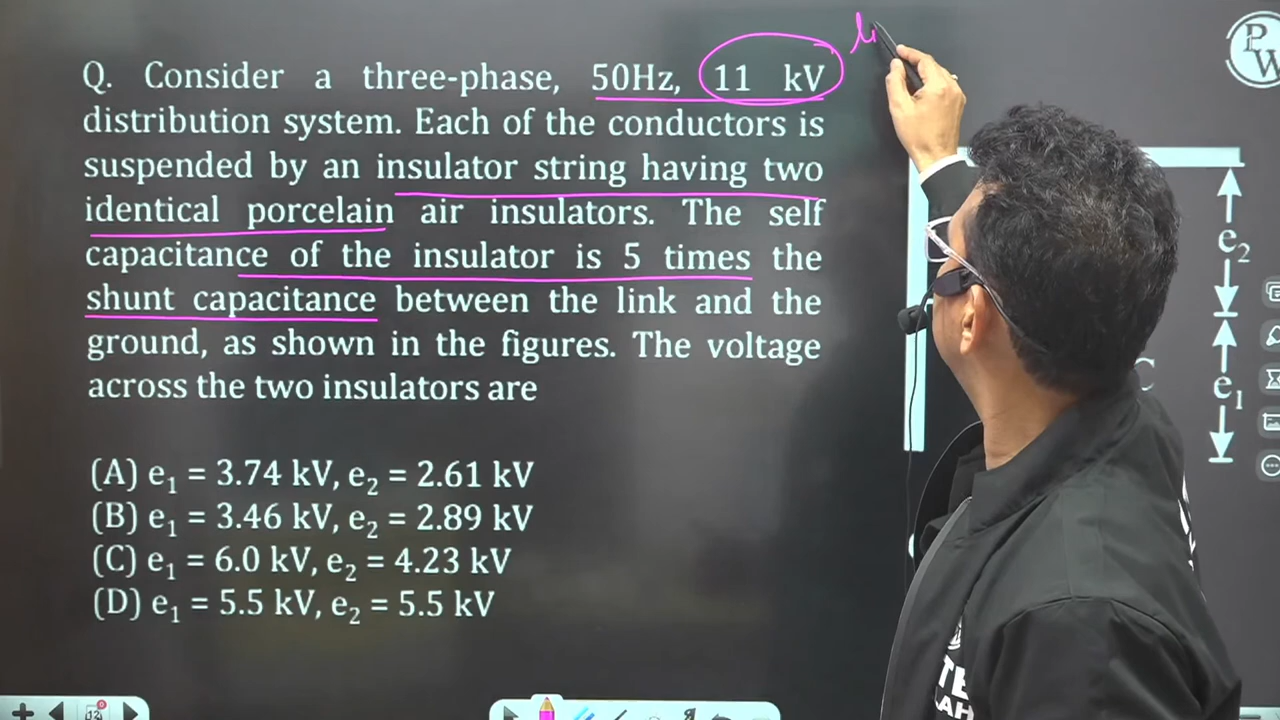 Q. Consider a three-phase, 50Hz, 11 kV
distribution system. Each of the conductors is
suspended by an insulator string having two
identical porcelain air insulators. The self
capacitance of the insulator is 5 times the
shunt capacitance between the link and the
ground, as shown in the figures. The voltage
across the two insulators are
(A) e₁ = 3.74 kV, e₂ = 2.61 kV
(B) e₁ = 3.46 kV, e₂ = 2.89 kV
(C) e₁ = 6.0 kV, e₂ = 4.23 kV
(D) e₁ = 5.5 kV, e₂ = 5.5 kV
e₂
e₁
C
P
W